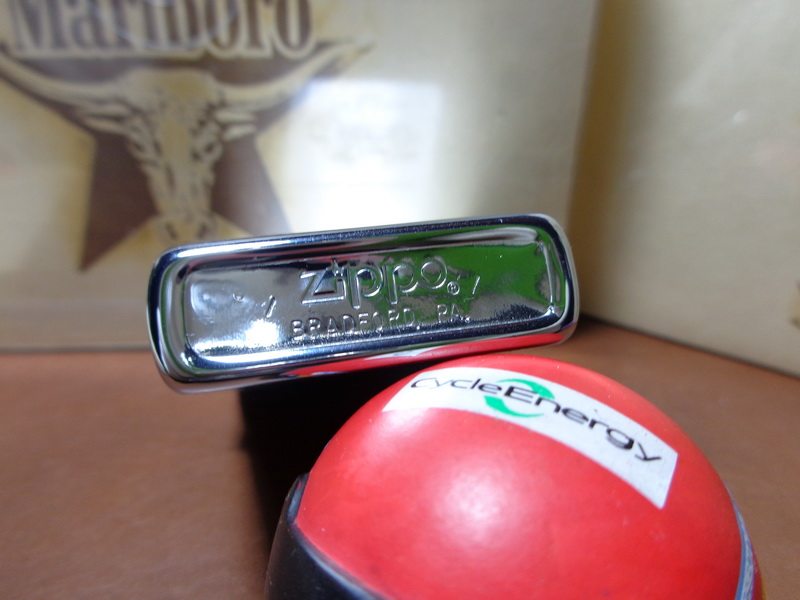 Marlboro
zippo®
/ /
BRADFORD, PA.
CycleEnergy